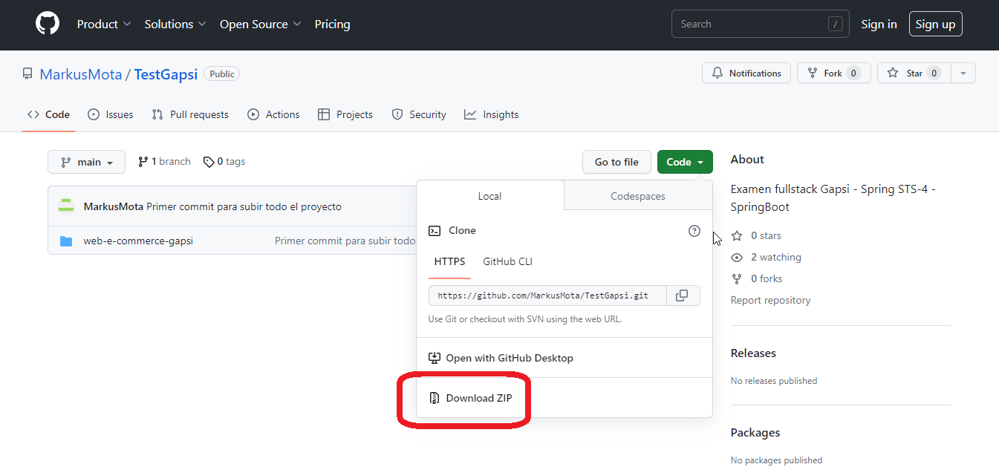 Product Solutions Open Source Pricing Search / Sign in Sign up
MarkusMota / TestGapsi Public Notifications Fork 0 Star 0
Code Issues Pull requests Actions Projects Security Insights
main 1 branch 0 tags Go to file Code
MarkusMota Primer commit para subir todo el proyecto
web-e-commerce-gapsi Primer commit para subir todo
Local Codespaces
Clone
HTTPS GitHub CLI
https://github.com/MarkusMota/TestGapsi.git
Use Git or checkout with SVN using the web URL.
Open with GitHub Desktop
Download ZIP
About
Examen fullstack Gapsi - Spring STS-4 -
SpringBoot
0 stars
2 watching
0 forks
Report repository
Releases
No releases published
Packages
No packages published